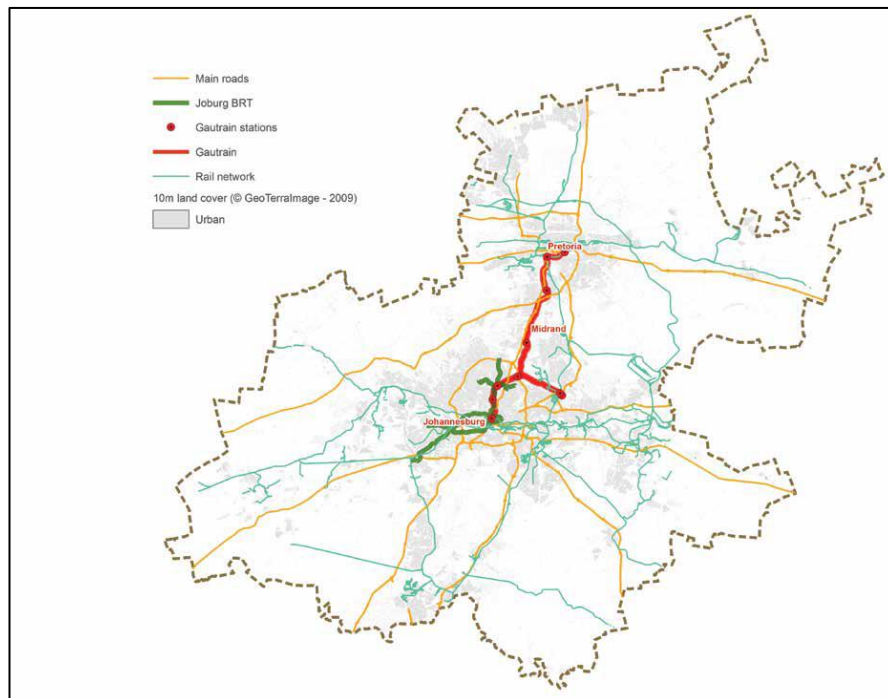 Main roads
Joburg BRT
Gautrain stations
Gautrain
Rail network
10m land cover (© GeoTerraImage - 2009)
Urban
Pretoria
Midrand
Johannesburg